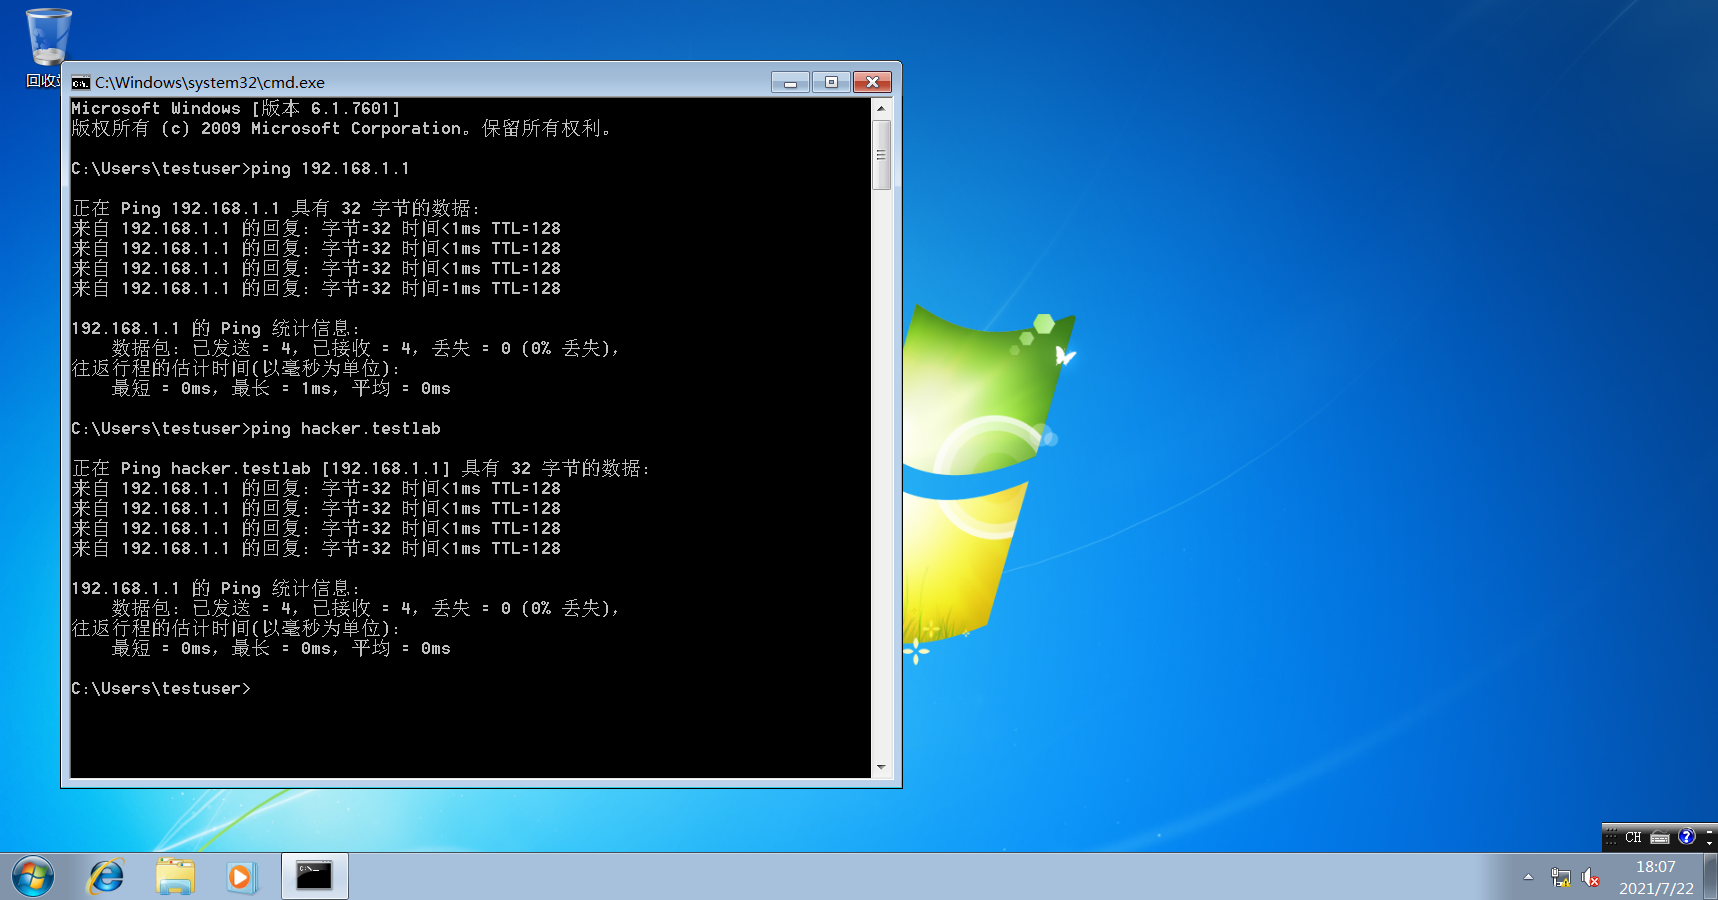 回收
C:\Windows\system32\cmd.exe
Microsoft Windows [版本 6.1.7601]
版权所有 (c) 2009 Microsoft Corporation。保留所有权利。
C:\Users\testuser>ping 192.168.1.1
正在 Ping 192.168.1.1 具有 32 字节的数据:
来自 192.168.1.1 的回复: 字节=32 时间<1ms TTL=128
来自 192.168.1.1 的回复: 字节=32 时间<1ms TTL=128
来自 192.168.1.1 的回复: 字节=32 时间<1ms TTL=128
来自 192.168.1.1 的回复: 字节=32 时间=1ms TTL=128
192.168.1.1 的 Ping 统计信息:
数据包: 已发送 = 4，已接收 = 4，丢失 = 0 (0% 丢失)，
往返行程的估计时间(以毫秒为单位):
最短 = 0ms，最长 = 1ms，平均 = 0ms
C:\Users\testuser>ping hacker.testlab
正在 Ping hacker.testlab [192.168.1.1] 具有 32 字节的数据:
来自 192.168.1.1 的回复: 字节=32 时间<1ms TTL=128
来自 192.168.1.1 的回复: 字节=32 时间<1ms TTL=128
来自 192.168.1.1 的回复: 字节=32 时间<1ms TTL=128
来自 192.168.1.1 的回复: 字节=32 时间<1ms TTL=128
192.168.1.1 的 Ping 统计信息:
数据包: 已发送 = 4，已接收 = 4，丢失 = 0 (0% 丢失)，
往返行程的估计时间(以毫秒为单位):
最短 = 0ms，最长 = 0ms，平均 = 0ms
C:\Users\testuser>
CH
18:07
2021/7/22